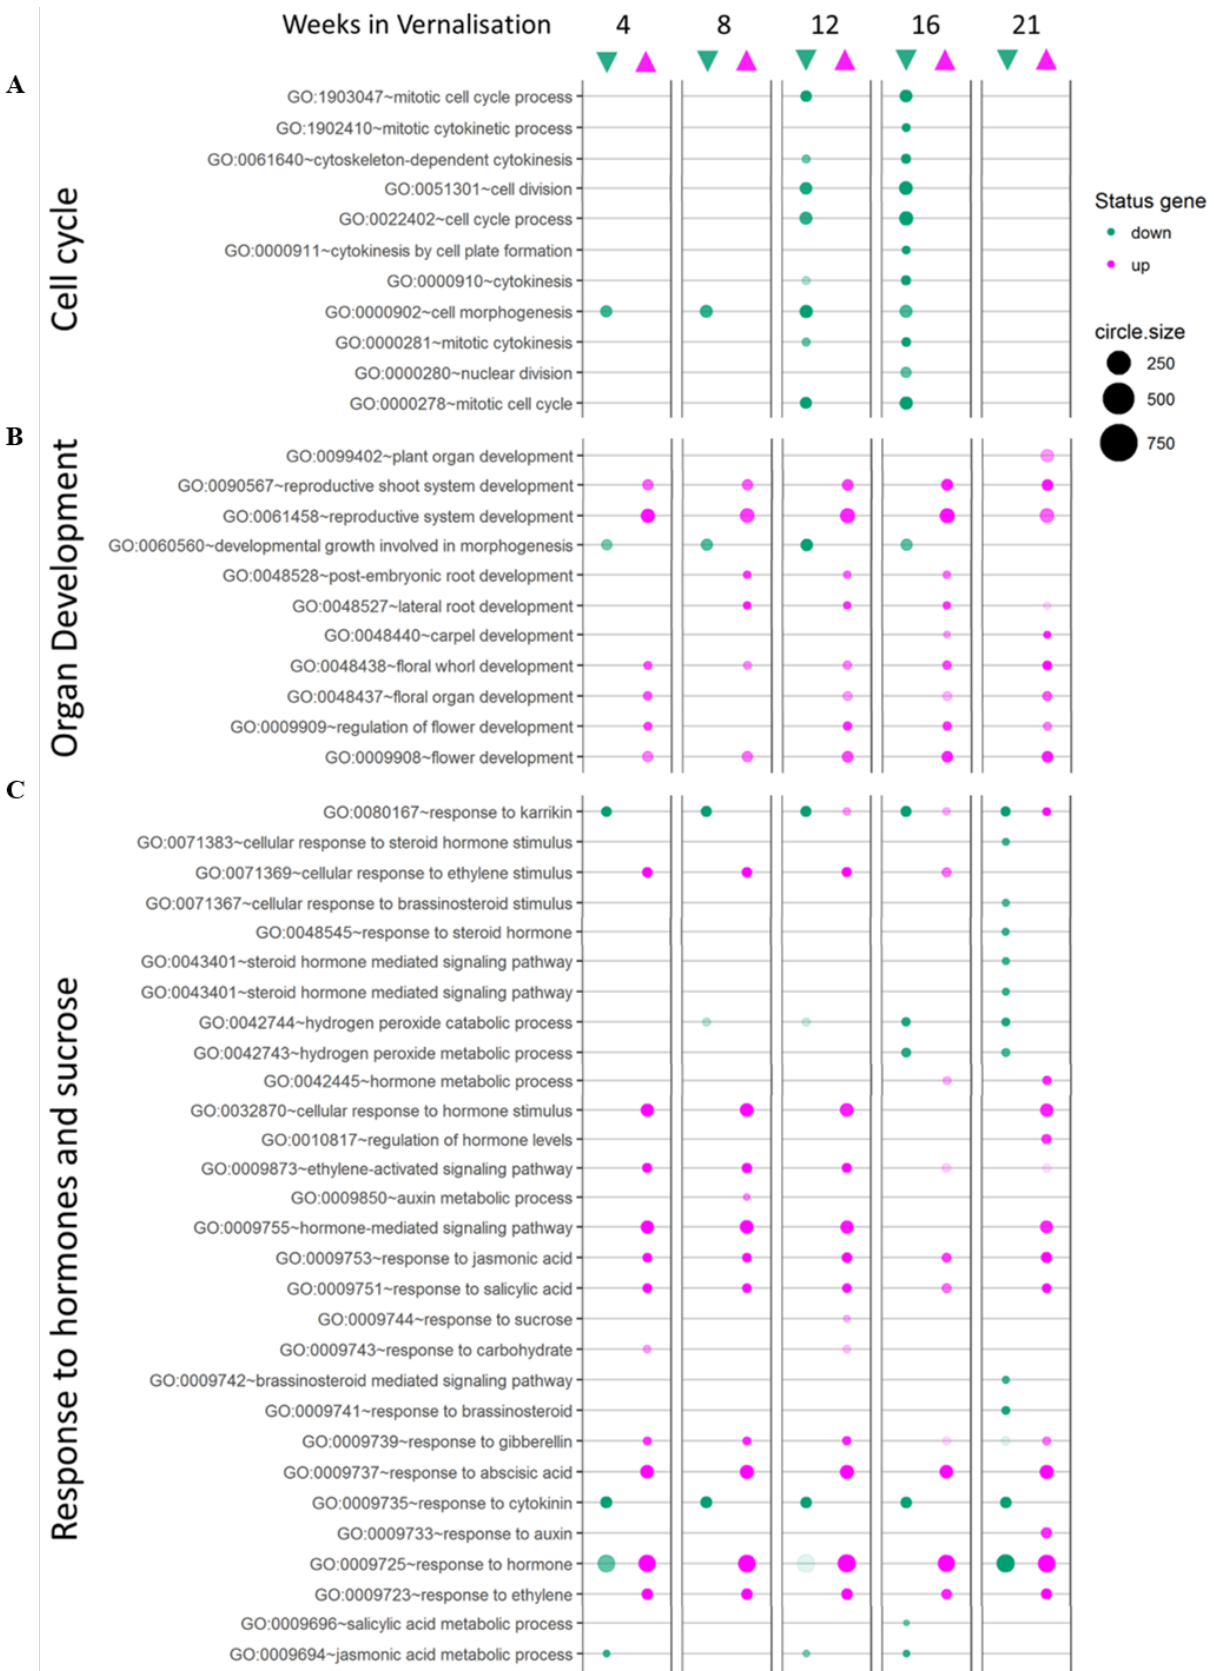 Weeks in Vernalisation 4 8 12 16 21
A
Cell cycle
GO:1903047~mitotic cell cycle process
GO:1902410~mitotic cytokinetic process
GO:0061640~cytoskeleton-dependent cytokinesis
GO:0051301~cell division
GO:0022402~cell cycle process
GO:0000911~cytokinesis by cell plate formation
GO:0000910~cytokinesis
GO:0000902~cell morphogenesis
GO:0000281~mitotic cytokinesis
GO:0000280~nuclear division
GO:0000278~mitotic cell cycle
Status gene
down
up
circle.size
250
500
750
B
Organ Development
GO:0099402~plant organ development
GO:0090567~reproductive shoot system development
GO:0061458~reproductive system development
GO:0060560~developmental growth involved in morphogenesis
GO:0048528~post-embryonic root development
GO:0048527~lateral root development
GO:0048440~carpel development
GO:0048438~floral whorl development
GO:0048437~floral organ development
GO:0009909~regulation of flower development
GO:0009908~flower development
C
Response to hormones and sucrose
GO:0080167~response to karrikin
GO:0071383~cellular response to steroid hormone stimulus
GO:0071369~cellular response to ethylene stimulus
GO:0071367~cellular response to brassinosteroid stimulus
GO:0048545~response to steroid hormone
GO:0043401~steroid hormone mediated signaling pathway
GO:0043401~steroid hormone mediated signaling pathway
GO:0042744~hydrogen peroxide catabolic process
GO:0042743~hydrogen peroxide metabolic process
GO:0042445~hormone metabolic process
GO:0032870~cellular response to hormone stimulus
GO:0010817~regulation of hormone levels
GO:0009873~ethylene-activated signaling pathway
GO:0009850~auxin metabolic process
GO:0009755~hormone-mediated signaling pathway
GO:0009753~response to jasmonic acid
GO:0009751~response to salicylic acid
GO:0009744~response to sucrose
GO:0009743~response to carbohydrate
GO:0009742~brassinosteroid mediated signaling pathway
GO:0009741~response to brassinosteroid
GO:0009739~response to gibberellin
GO:0009737~response to abscisic acid
GO:0009735~response to cytokinin
GO:0009733~response to auxin
GO:0009725~response to hormone
GO:0009723~response to ethylene
GO:0009696~salicylic acid metabolic process
GO:0009694~jasmonic acid metabolic process